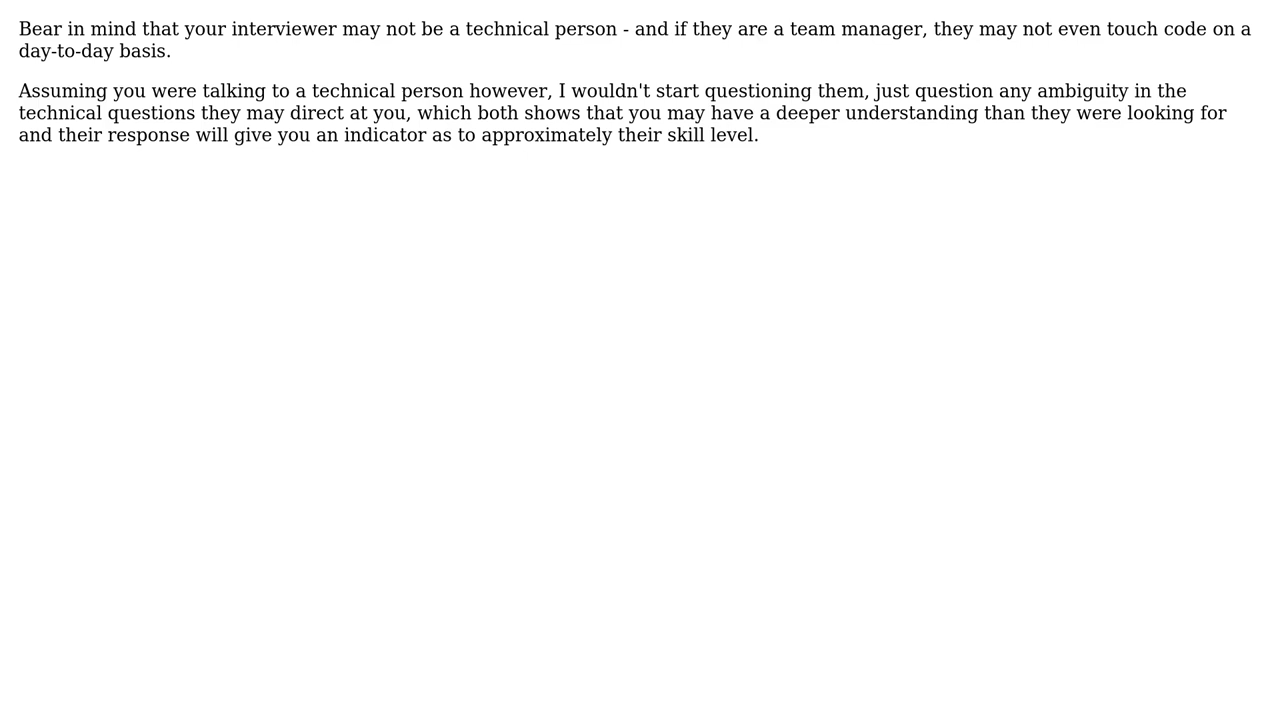 Bear in mind that your interviewer may not be a technical person - and if they are a team manager, they may not even touch code on a
day-to-day basis.
Assuming you were talking to a technical person however, I wouldn't start questioning them, just question any ambiguity in the
technical questions they may direct at you, which both shows that you may have a deeper understanding than they were looking for
and their response will give you an indicator as to approximately their skill level.